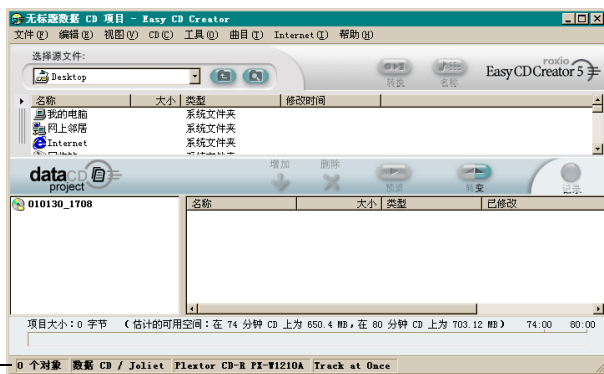 无标题数据 CD 项目 - Easy CD Creator
文件(F) 编辑(E) 视图(V) CD(C) 工具(O) 曲目(T) Internet(I) 帮助(H)
选择源文件:
Desktop
转换 名称
roxio
Easy CD Creator 5
名称 大小 类型 修改时间
我的电脑 系统文件夹
网上邻居 系统文件夹
Internet 系统文件夹
datacD
project
增加 删除 预览 转变 记录
010130_1708
名称 大小 类型 已修改
项目大小:0 字节 (估计的可用空间:在 74 分钟 CD 上为 650.4 MB,在 80 分钟 CD 上为 703.12 MB) 74:00 80:00
0 个对象 数据 CD / Joliet Plextor CD-R PX-W1210A Track at Once